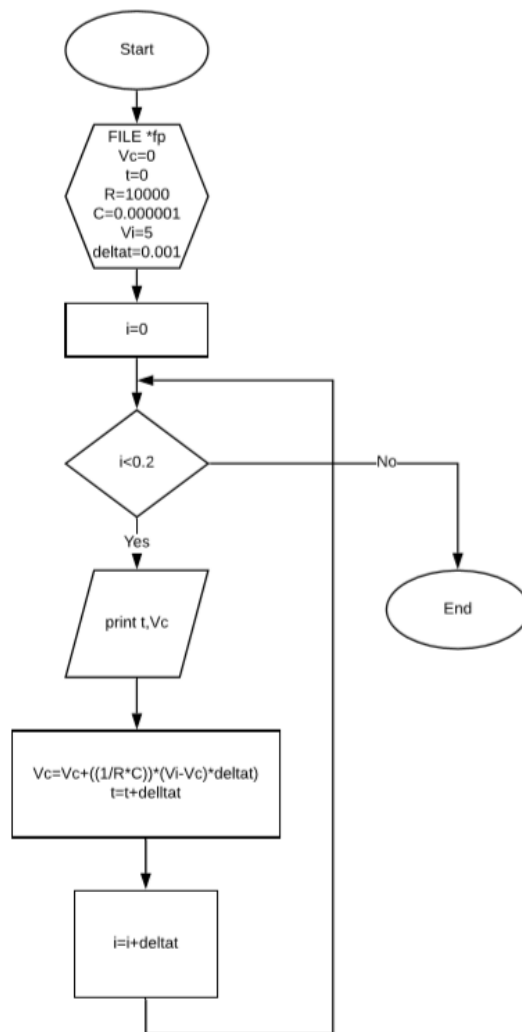 Start
FILE *fp
Vc=0
t=0
R=10000
C=0.000001
Vi=5
deltat=0.001
i=0
i<0.2
No
Yes
print t,Vc
End
Vc=Vc+((1/R*C))*(Vi-Vc)*deltat)
t=t+delltat
i=i+deltat